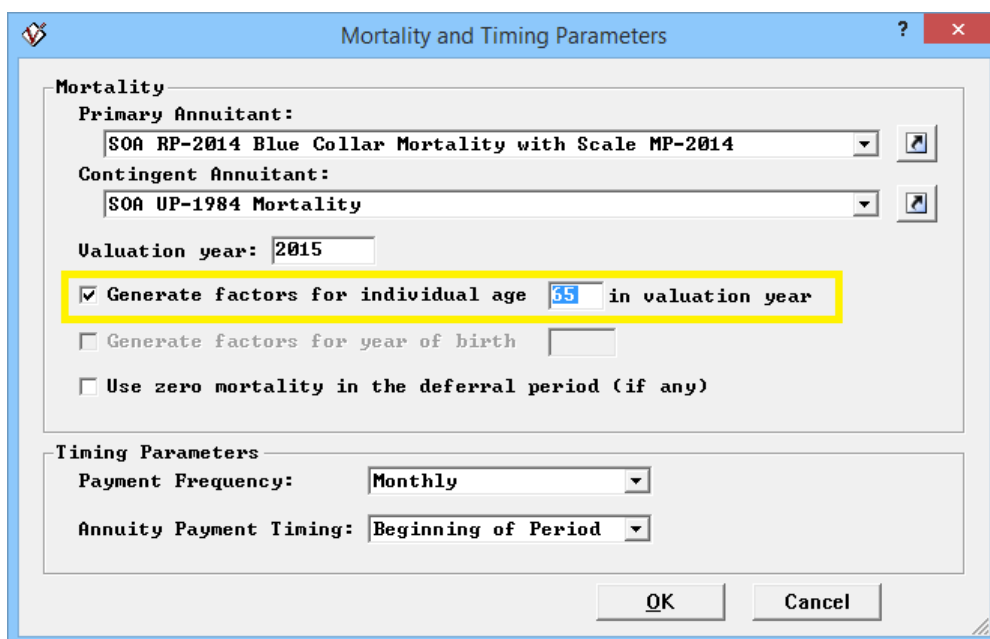 Mortality and Timing Parameters
?
Mortality
Primary Annuitant:
SOA RP-2014 Blue Collar Mortality with Scale MP-2014
Contingent Annuitant:
SOA UP-1984 Mortality
Valuation year: 2015
Generate factors for individual age 65 in valuation year
Generate factors for year of birth
Use zero mortality in the deferral period (if any)
Timing Parameters
Payment Frequency: Monthly
Annuity Payment Timing: Beginning of Period
OK Cancel